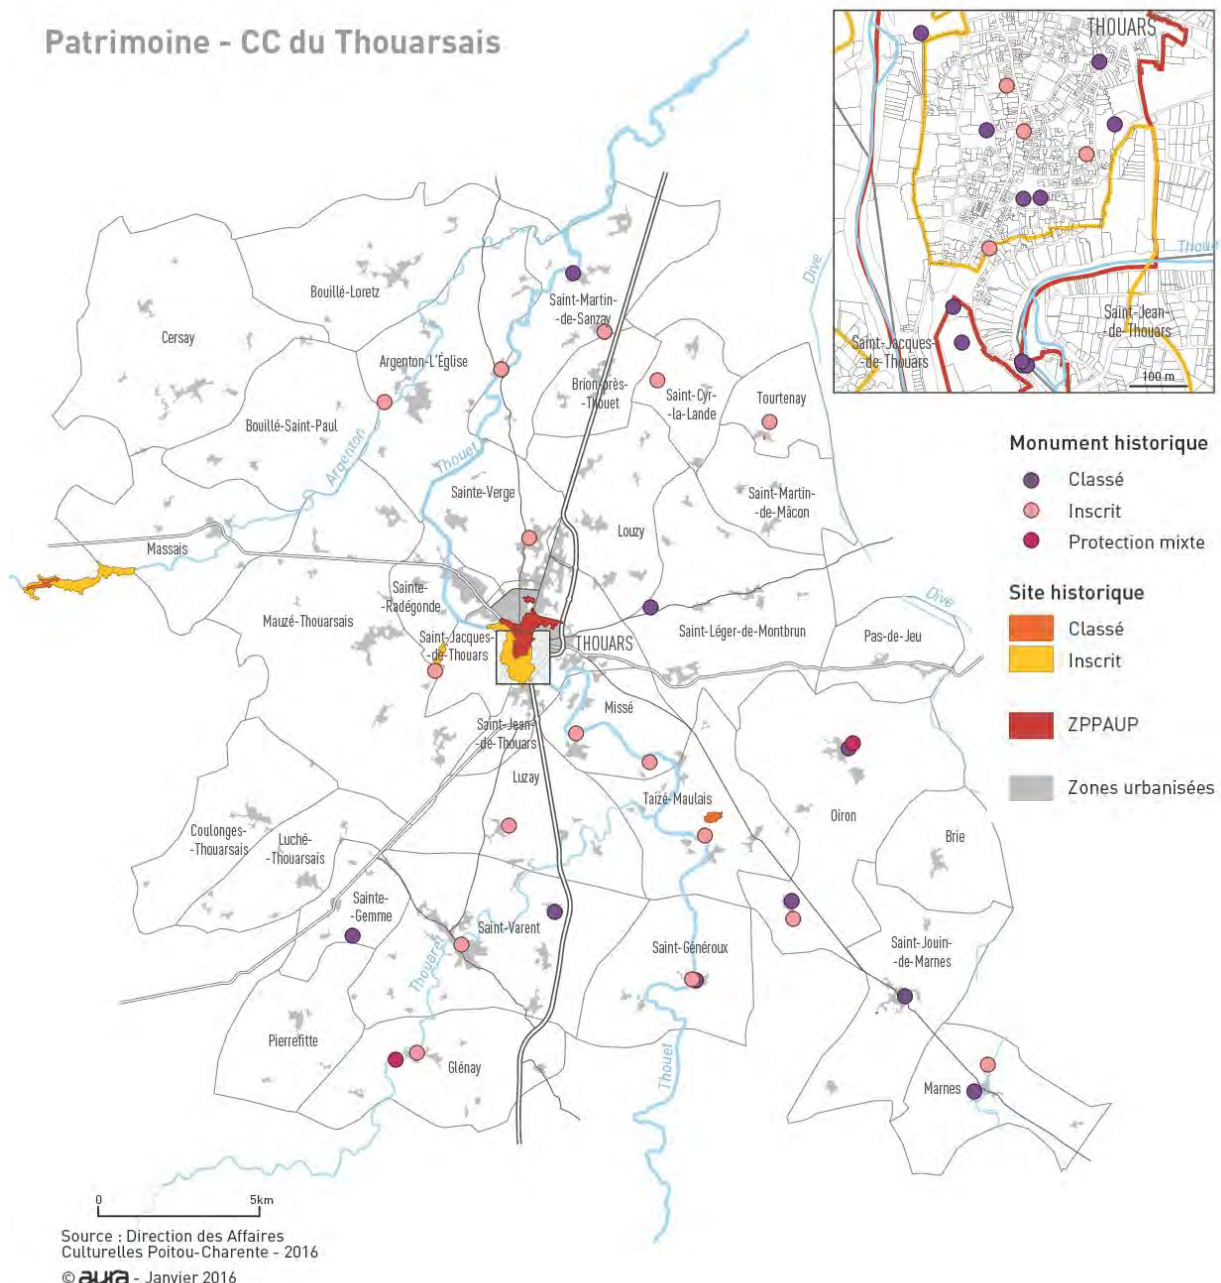 Patrimoine - CC du Thouarsais
THOUARS
Thoue
Saint-Jean-
-de-Thouars
Saint-Jacques-
-de-Thouars
100 m
Dive
Bouillé-Loretz
Saint-Martin-
-de-Sanzay
Cersay
Argenton-L'Église
Brion-près-
-Thouet
Saint-Cyr-
-la-Lande
Tourtenay
Bouillé-Saint-Paul
Argenton
Thouet
Sainte-Verge
Saint-Martin-
-de-Mâcon
Louzy
Massais
Sainte-
-Radégonde
Mauzé-Thouarsais
Saint-Jacques-
-de-Thouars
THOUARS
Saint-Léger-de-Montbrun
Pas-de-Jeu
Dive
Missé
Saint-Jean-
-de-Thouars
Luzay
Taizé-Maulais
Oiron
Coulonges-
-Thouarsais
Luché-
-Thouarsais
Brie
Sainte-
-Gemme
Saint-Varent
Thouaret
Saint-Généroux
Saint-Jouin-
-de-Marnes
Pierrefitte
Glénay
Thouet
Marnes
Monument historique
Classé
Inscrit
Protection mixte
Site historique
Classé
Inscrit
ZPPAUP
Zones urbanisées
0 5km
Source : Direction des Affaires
Culturelles Poitou-Charente - 2016
© aura - Janvier 2016